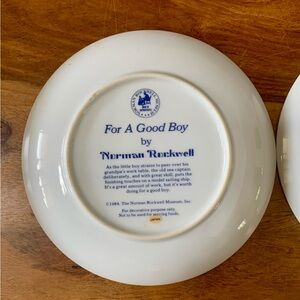 For A Good Boy
by
Norman Rockwell
As the little boy strains to peer over his
grandpa's work table, the old sea captain
deliberately, and with great skill, puts the
finishing touches on a model sailing ship.
It's a great amount of work, but it's worth
doing for a good boy.
©1984, The Norman Rockwell Museum, Inc.
For decorative purpose only.
Not to be used for serving foods.